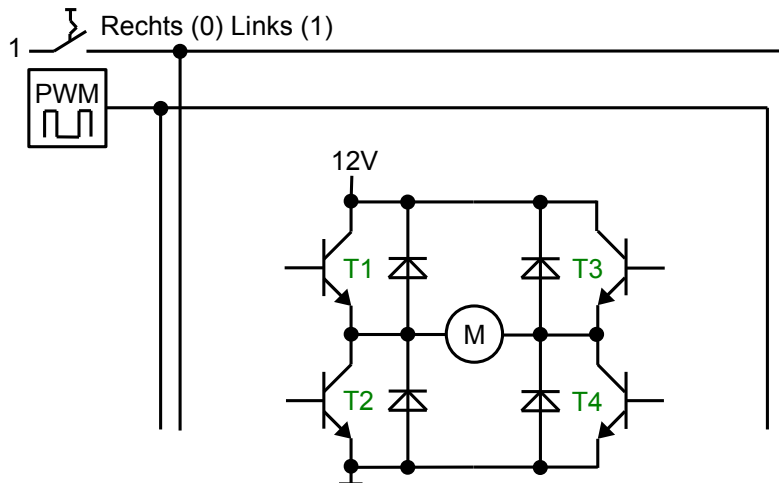 Rechts (0) Links (1)
1
PWM
12V
T1
T3
M
T2
T4